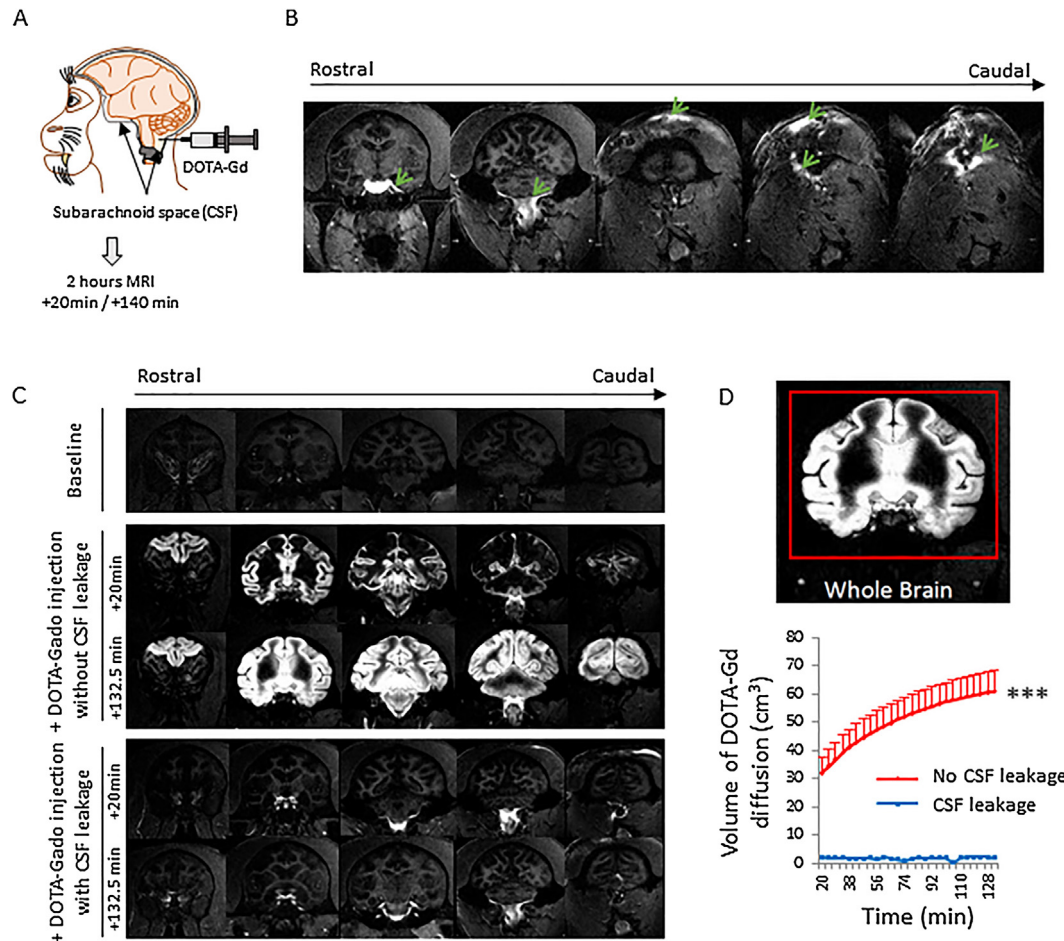 A
DOTA-Gd
Subarachnoid space (CSF)
2 hours MRI
+20min / +140 min
B
Rostral
Caudal
C
Rostral
Caudal
Baseline
+ DOTA-Gado injection
without CSF leakage
+20min
+132.5 min
+ DOTA-Gado injection
with CSF leakage
+20min
+132.5 min
D
Whole Brain
Volume of DOTA-Gd
diffusion (cm³)
80
70
60
50
40
30
20
10
0
***
No CSF leakage
CSF leakage
20
38
56
74
92
110
128
Time (min)